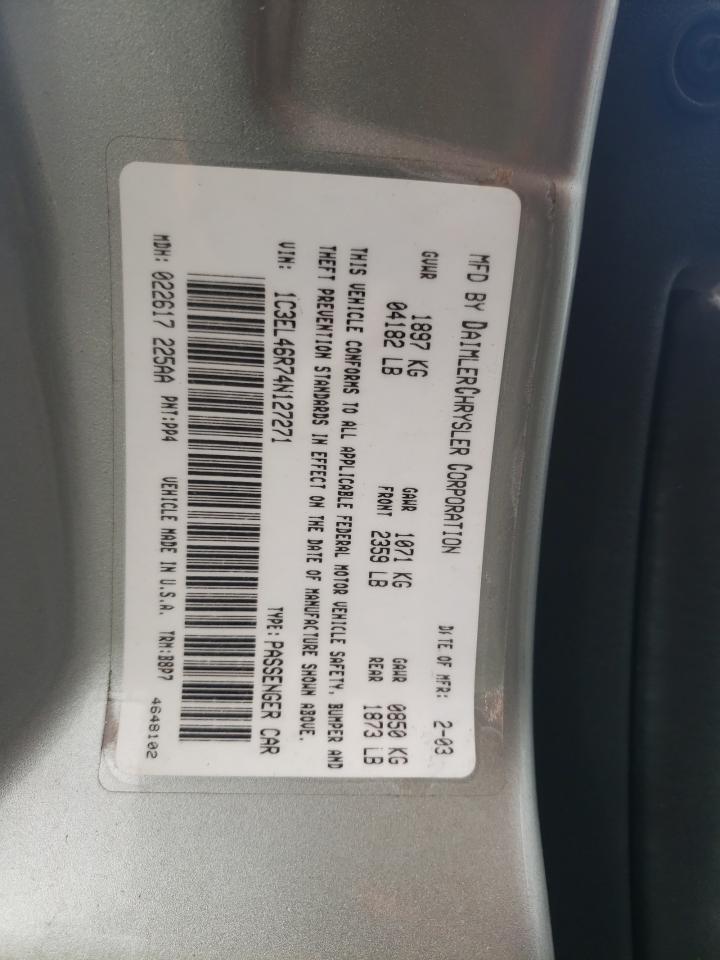 MFD BY DAIMLERCHRYSLER CORPORATION DATE OF MFR: 2-03
GVWR 1897 KG GAWR 1071 KG GAWR 0850 KG
04182 LB FRONT 2359 LB REAR 1873 LB
THIS VEHICLE CONFORMS TO ALL APPLICABLE FEDERAL MOTOR VEHICLE SAFETY, BUMPER AND
THEFT PREVENTION STANDARDS IN EFFECT ON THE DATE OF MANUFACTURE SHOWN ABOVE.
VIN: 1C3EL46R74N127271 TYPE: PASSENGER CAR
MDH: 022617 225AA PNT:PP4 VEHICLE MADE IN U.S.A. TRM:B8P7
4648102